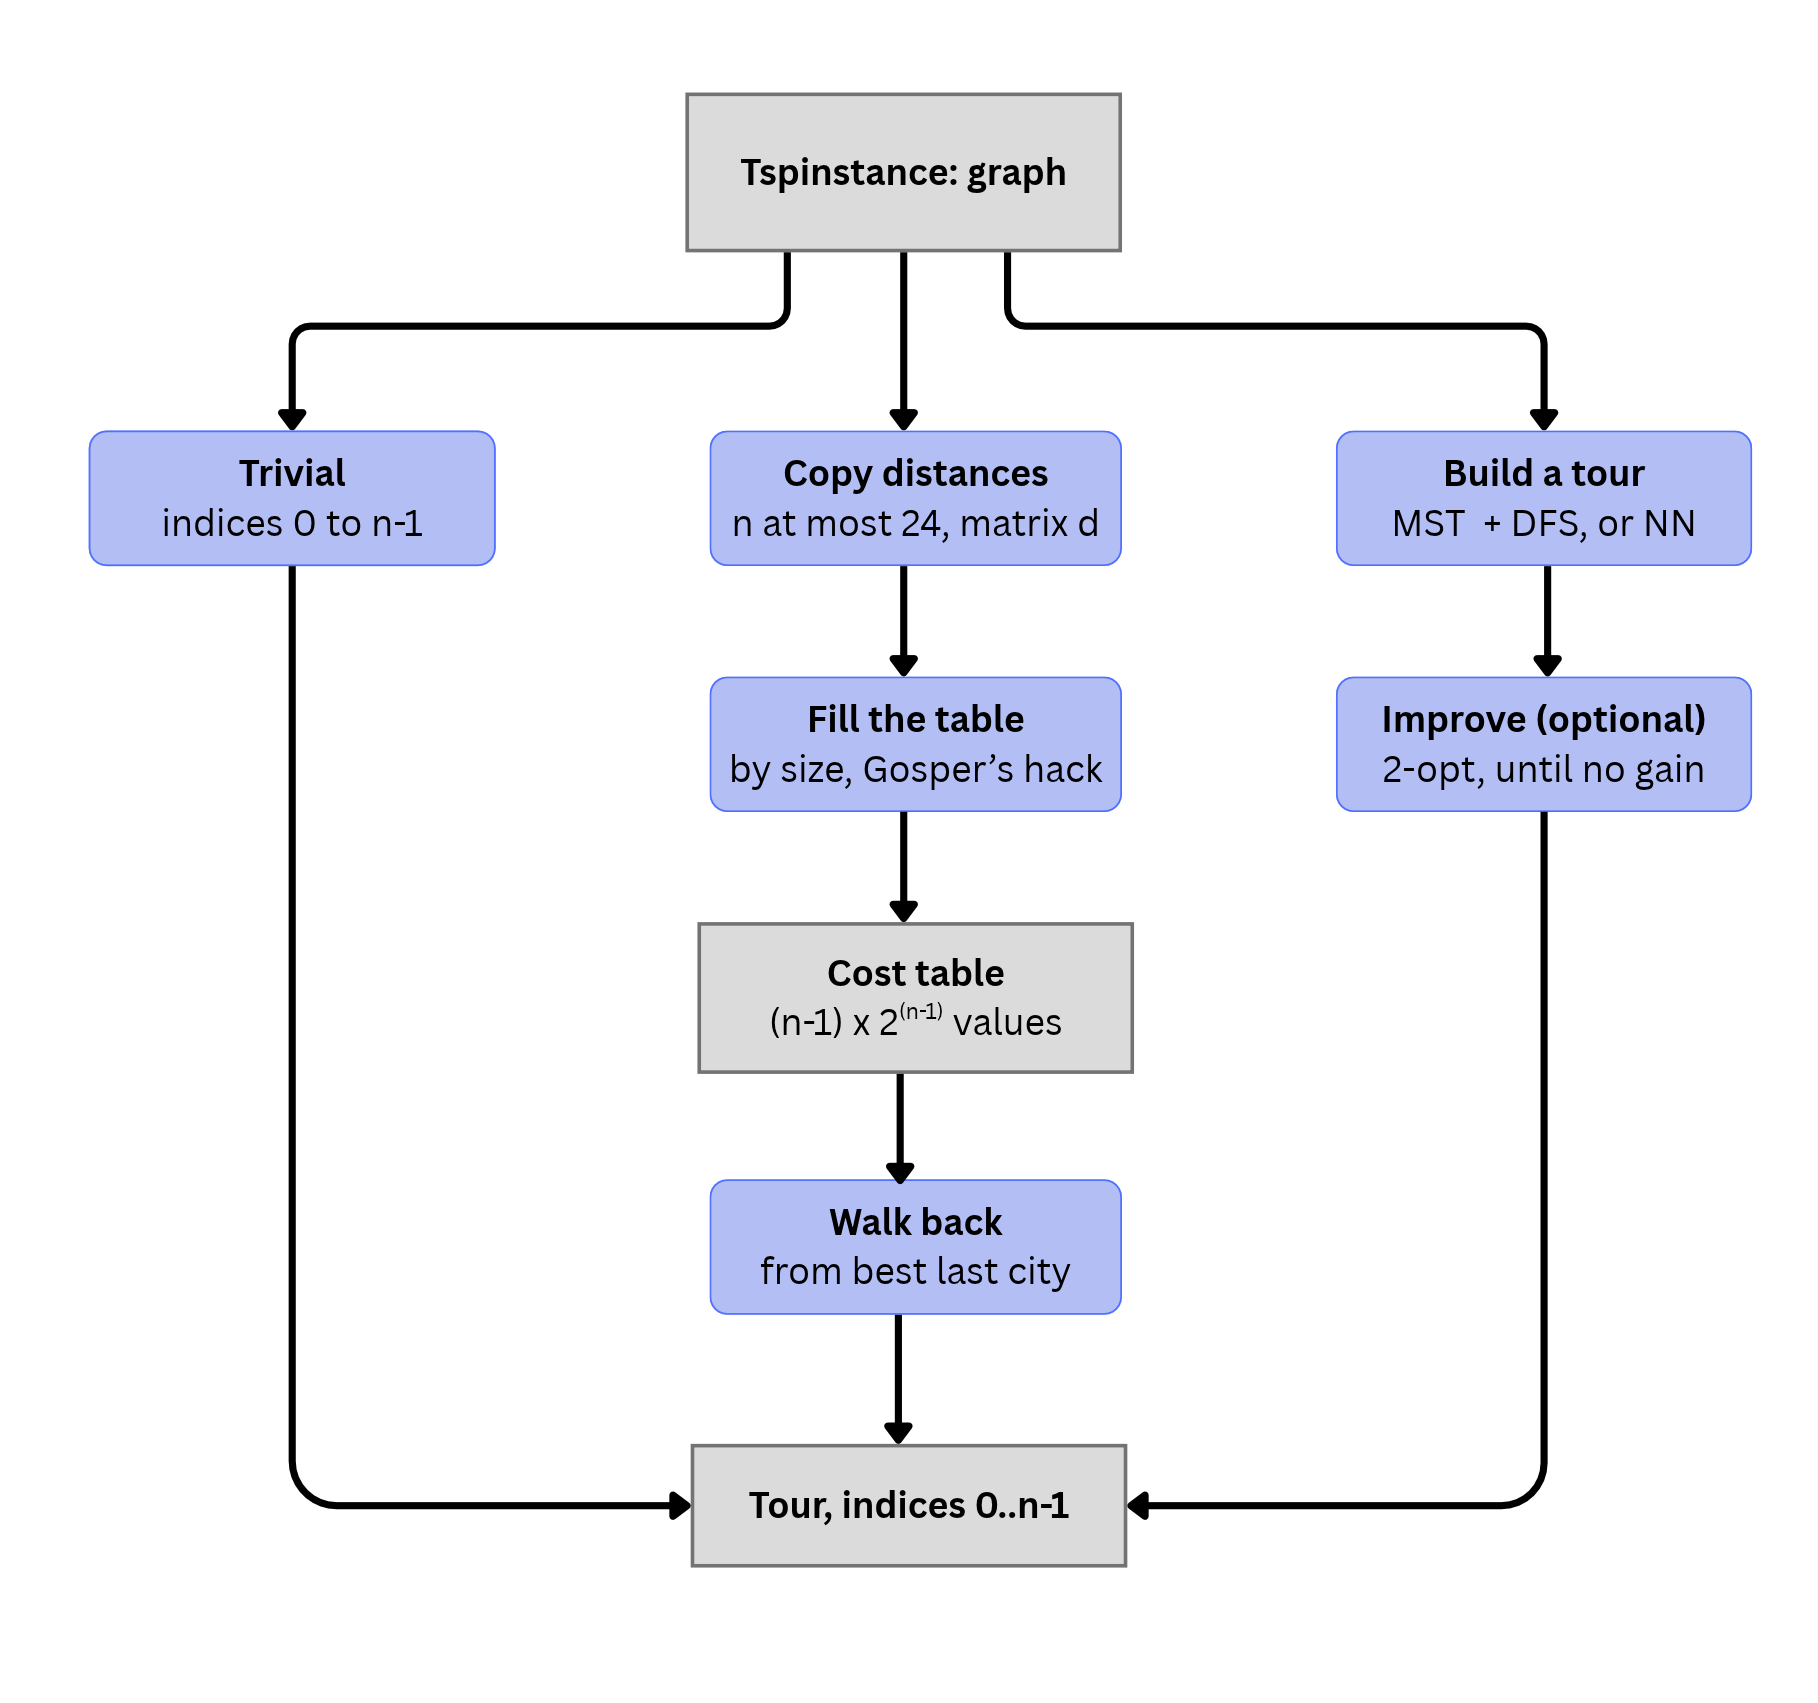 Tspinstance: graph
Trivial
indices 0 to n-1
Copy distances
n at most 24, matrix d
Build a tour
MST + DFS, or NN
Fill the table
by size, Gosper’s hack
Improve (optional)
2-opt, until no gain
Cost table
(n-1) x 2⁽ⁿ⁻¹⁾ values
Walk back
from best last city
Tour, indices 0..n-1